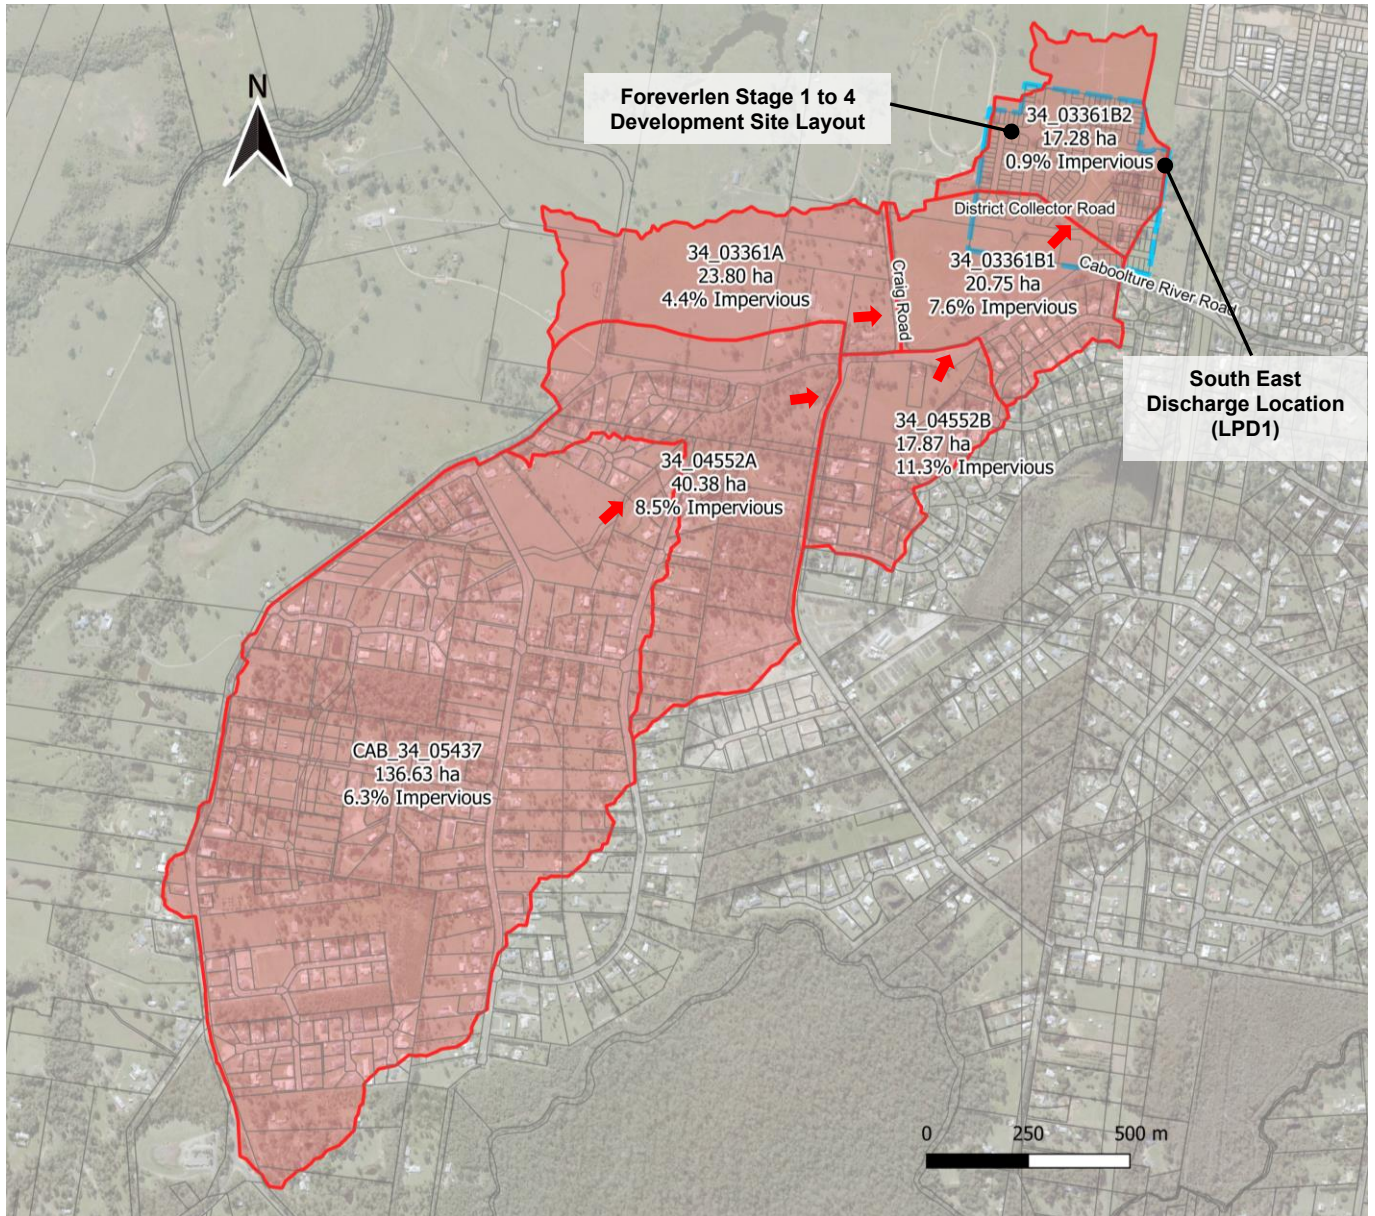 N
Foreverlen Stage 1 to 4
Development Site Layout
34_03361B2
17.28 ha
0.9% Impervious
District Collector Road
34_03361A
23.80 ha
4.4% Impervious
Craig Road
34_03361B1
20.75 ha
7.6% Impervious
Caboolture River Road
South East
Discharge Location
(LPD1)
34_04552B
17.87 ha
11.3% Impervious
34_04552A
40.38 ha
8.5% Impervious
CAB_34_05437
136.63 ha
6.3% Impervious
0 250 500 m